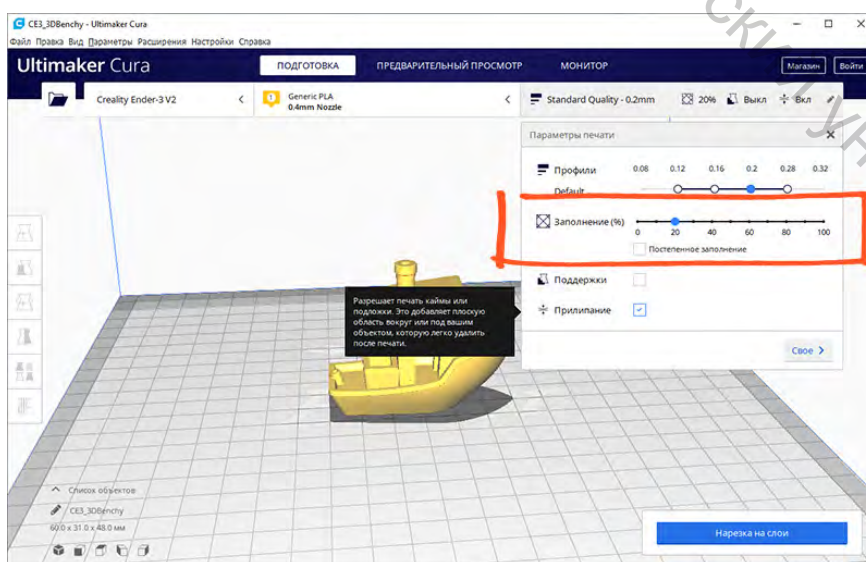 CE3_3DBenchy - Ultimaker Cura
Файл Правка Вид Параметры Расширения Настройки Справка
Ultimaker Cura
ПОДГОТОВКА
ПРЕДВАРИТЕЛЬНЫЙ ПРОСМОТР
МОНИТОР
Магазин
Войти
Creality Ender-3 V2
Generic PLA
0.4mm Nozzle
Standard Quality - 0.2mm
20%
Выкл
Вкл
Параметры печати
Профили 0.08 0.12 0.16 0.2 0.28 0.32
Default
Заполнение (%)
0 20 40 60 80 100
Постепенное заполнение
Поддержки
Прилипание
Разрешает печать каймы или
подложки. Это добавляет плоскую
область вокруг или под вашим
объектом, которую легко удалить
после печати.
Свое
Список объектов
CE3_3DBenchy
60.0 x 31.0 x 48.0 мм
Нарезка на слои